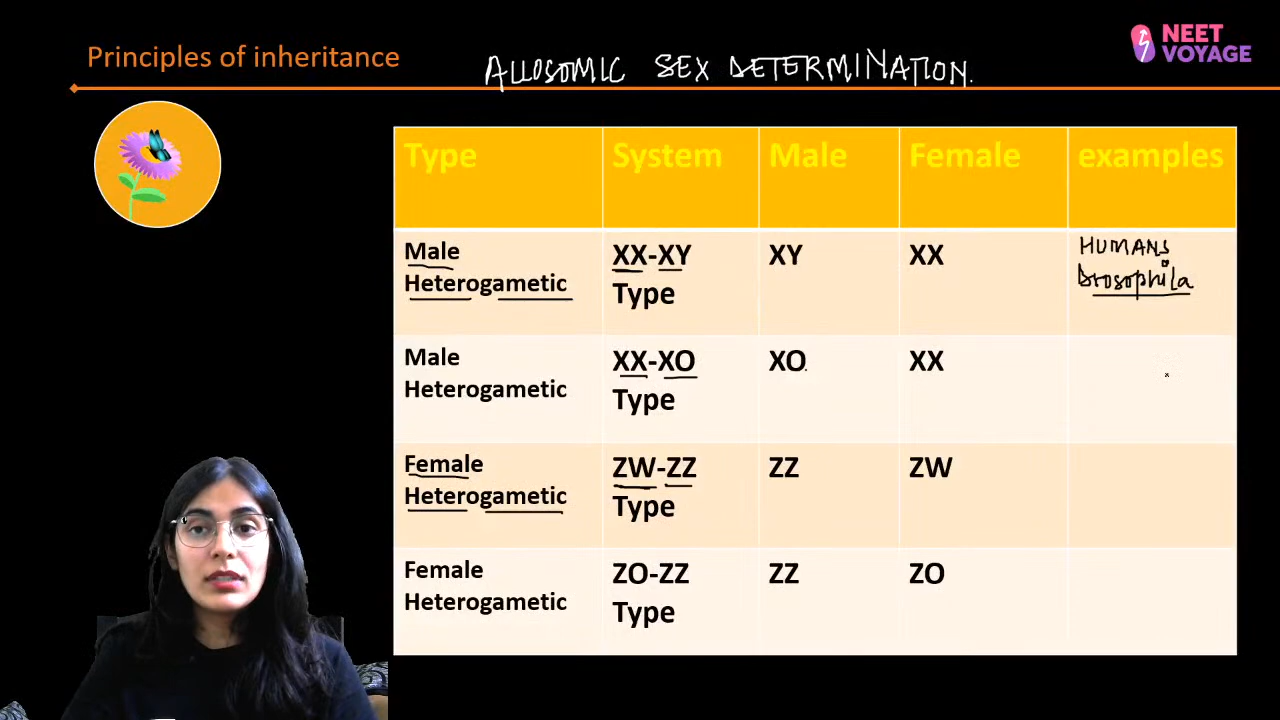 Principles of inheritance
ALLOSOMIC SEX DETERMINATION.
NEET
VOYAGE
Type System Male Female examples
Male
Heterogametic
XX-XY
Type
XY
XX
HUMANS
Drosophila
Male
Heterogametic
XX-XO
Type
XO
XX
Female
Heterogametic
ZW-ZZ
Type
ZZ
ZW
Female
Heterogametic
ZO-ZZ
Type
ZZ
ZO